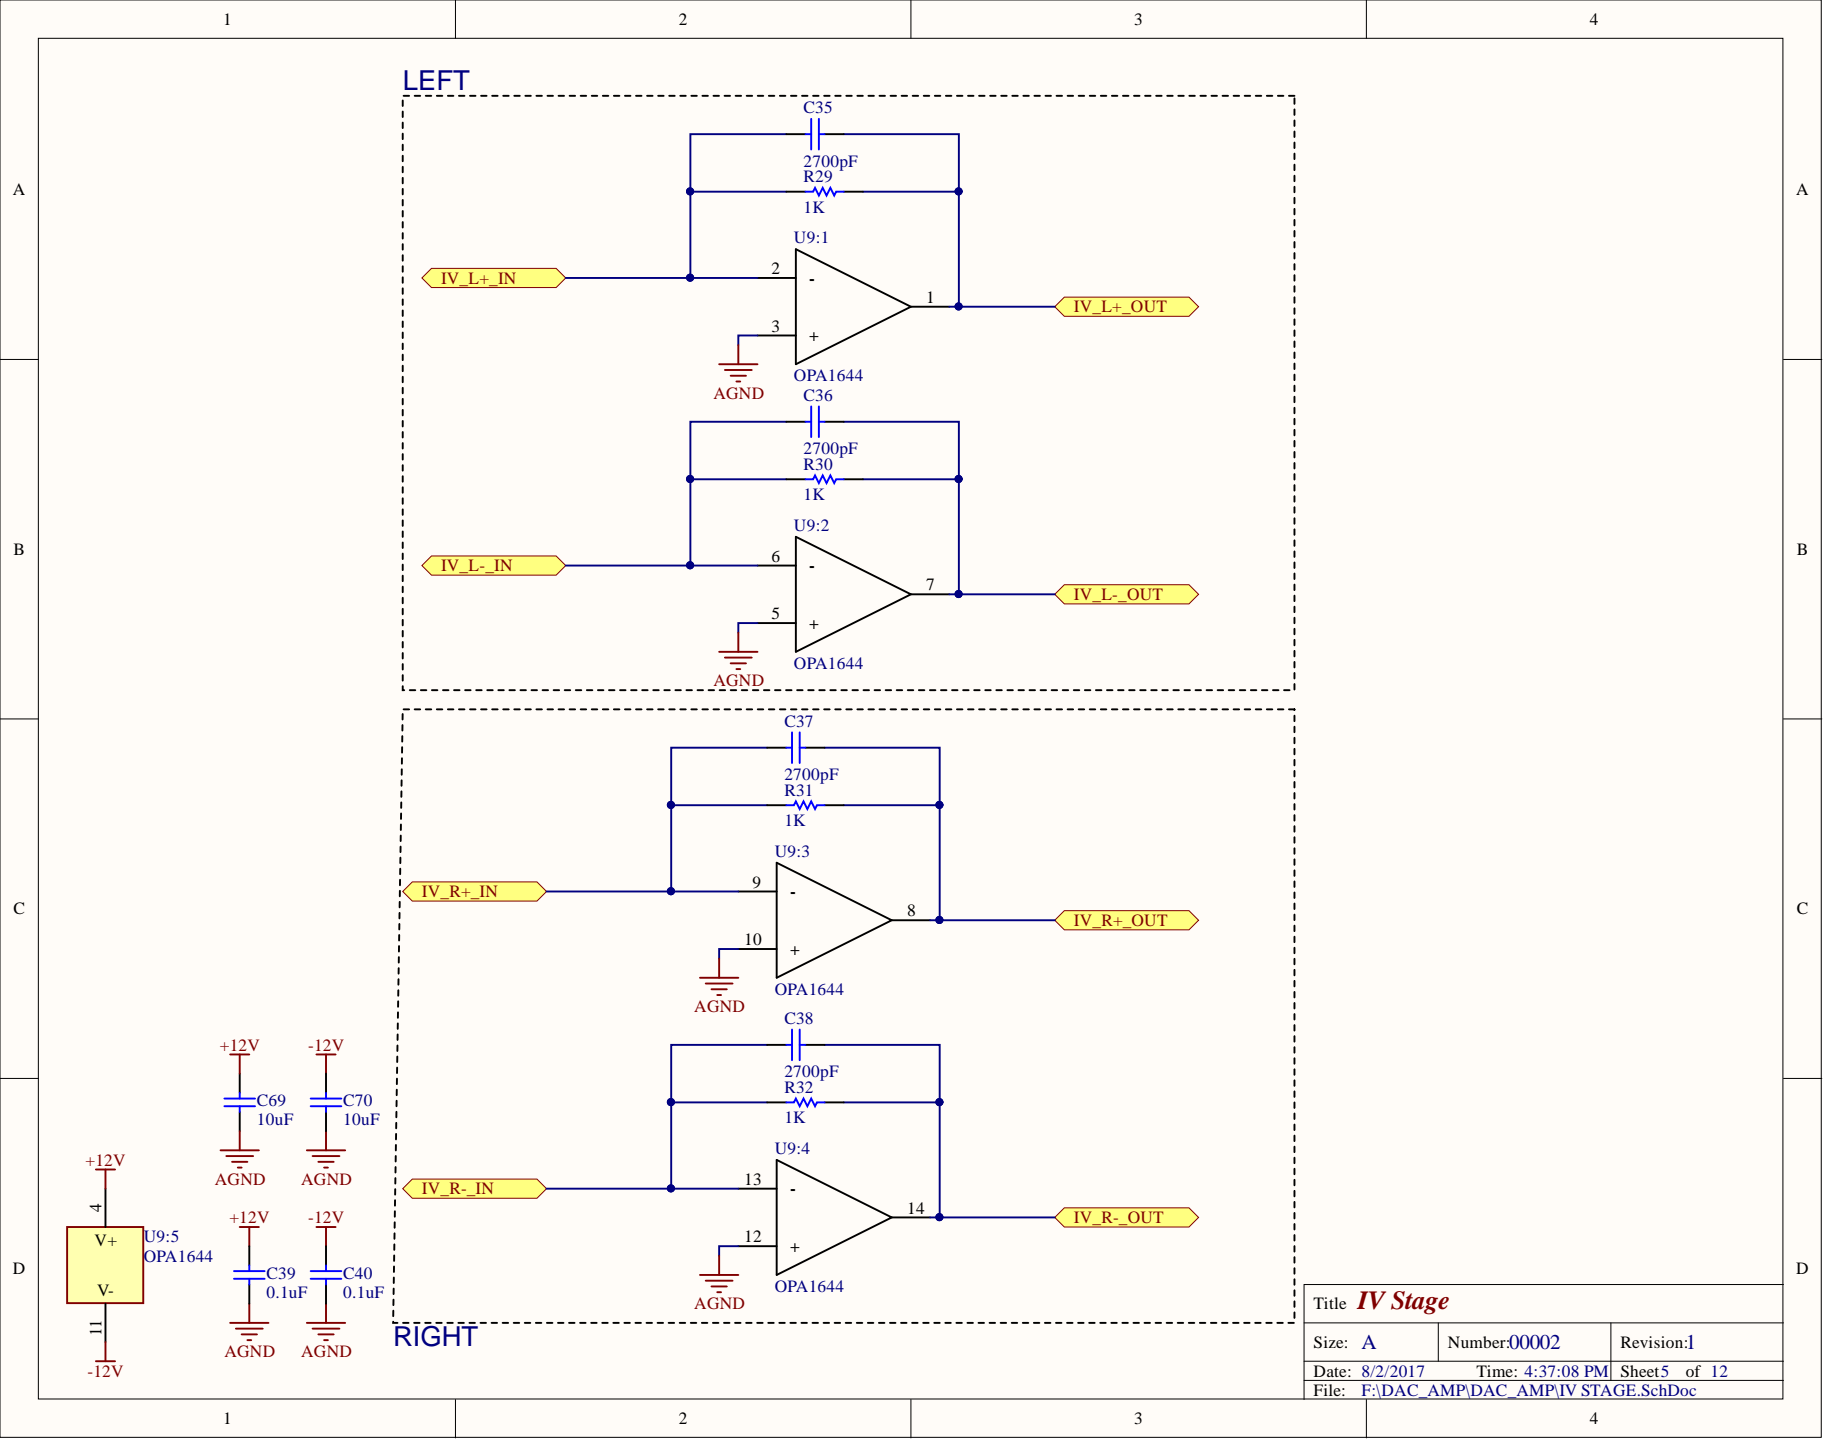 1 2 3 4
LEFT
C35
2700pF
R29
1K
A A
U9:1
IV_L+_IN
2
-
1
IV_L+_OUT
3
+
OPA1644
AGND
C36
2700pF
R30
1K
U9:2
B B
IV_L-_IN
6
-
7
IV_L-_OUT
5
+
OPA1644
AGND
C37
2700pF
R31
1K
U9:3
IV_R+_IN
9
-
8
IV_R+_OUT
C C
10
+
OPA1644
AGND
C38
2700pF
R32
1K
U9:4
IV_R-_IN
13
-
14
IV_R-_OUT
12
+
OPA1644
AGND
RIGHT
+12V
C69
10uF
AGND
-12V
C70
10uF
AGND
+12V
4
V+
V-
U9:5
OPA1644
11
-12V
+12V
C39
0.1uF
AGND
-12V
C40
0.1uF
AGND
D D
Title IV Stage
Size: A Number:00002 Revision:1
Date: 8/2/2017 Time: 4:37:08 PM Sheet5 of 12
File: F:\DAC_AMP\DAC_AMP\IV STAGE.SchDoc
1 2 3 4